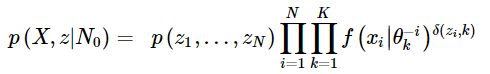 p(X, z|N₀) = p(z₁, …, z_N) ∏_{i=1}^{N} ∏_{k=1}^{K} f(x_i|θ_k^{-i})^{δ(z_i,k)}